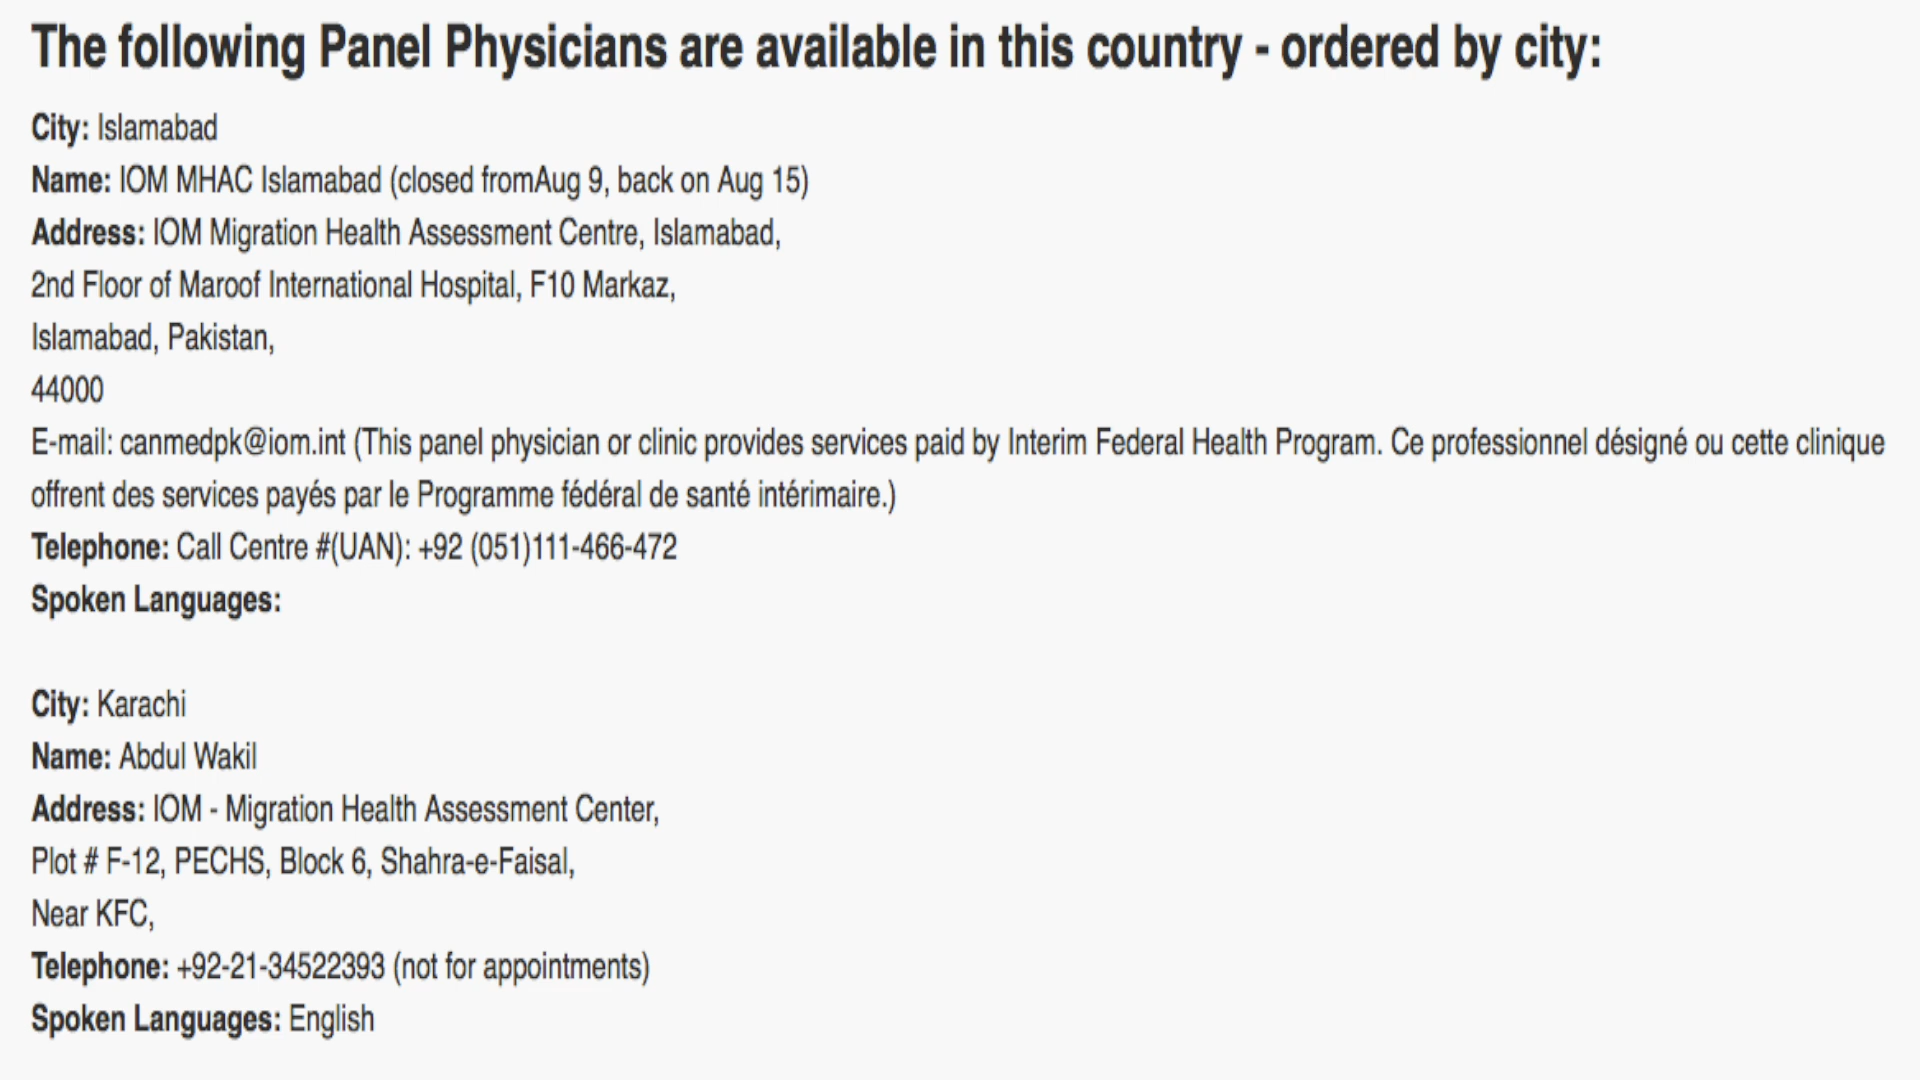 The following Panel Physicians are available in this country - ordered by city:
City: Islamabad
Name: IOM MHAC Islamabad (closed fromAug 9, back on Aug 15)
Address: IOM Migration Health Assessment Centre, Islamabad,
2nd Floor of Maroof International Hospital, F10 Markaz,
Islamabad, Pakistan,
44000
E-mail: canmedpk@iom.int (This panel physician or clinic provides services paid by Interim Federal Health Program. Ce professionnel désigné ou cette clinique
offrent des services payés par le Programme fédéral de santé intérimaire.)
Telephone: Call Centre #(UAN): +92 (051)111-466-472
Spoken Languages:
City: Karachi
Name: Abdul Wakil
Address: IOM - Migration Health Assessment Center,
Plot # F-12, PECHS, Block 6, Shahra-e-Faisal,
Near KFC,
Telephone: +92-21-34522393 (not for appointments)
Spoken Languages: English